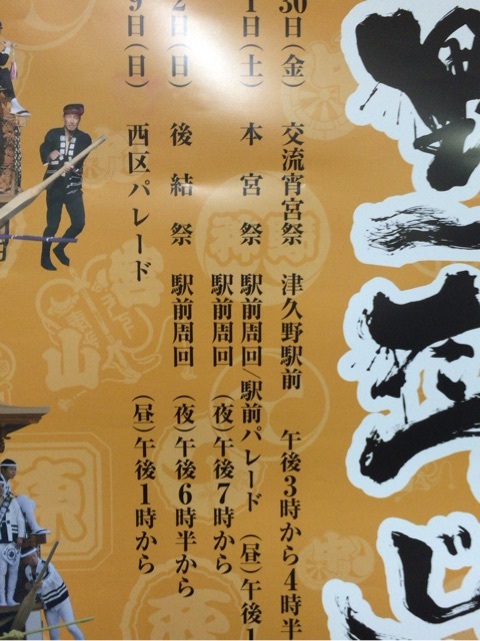 30日(金) 交流宵宮祭 津久野駅前 午後3時から4時半
1日(土) 本宮祭 駅前周回/駅前パレード (昼)午後1
駅前周回 (夜)午後7時から
2日(日) 後結祭 駅前周回 (夜)午後6時半から
9日(日) 西区パレード (昼)午後1時から
山
東
西